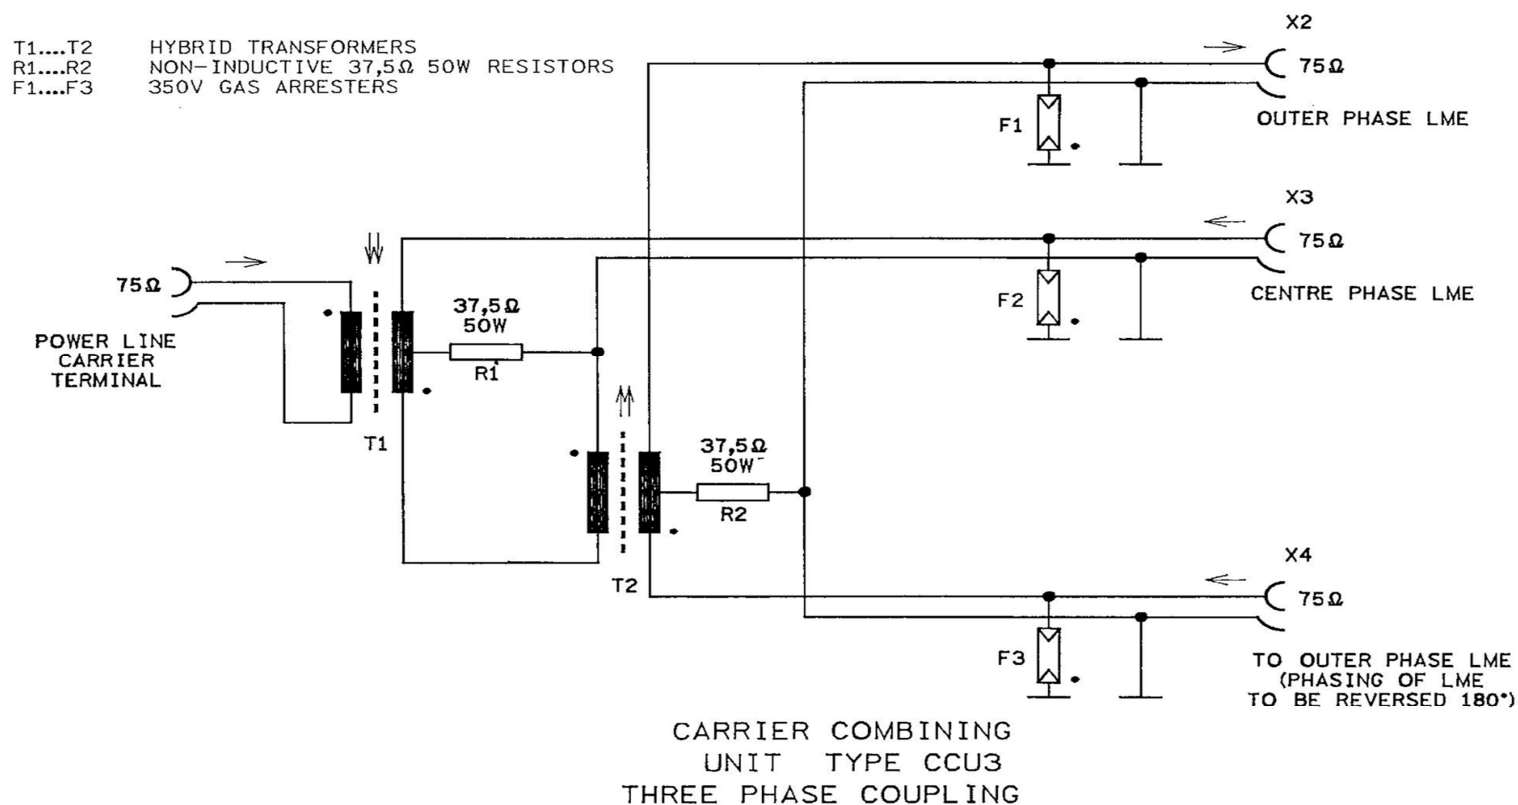 T1....T2 HYBRID TRANSFORMERS
R1....R2 NON-INDUCTIVE 37,5Ω 50W RESISTORS
F1....F3 350V GAS ARRESTERS
X2
75Ω
OUTER PHASE LME
F1
X3
75Ω
CENTRE PHASE LME
F2
75Ω
POWER LINE
CARRIER
TERMINAL
T1
37,5Ω
50W
R1
37,5Ω
50W
R2
T2
X4
75Ω
TO OUTER PHASE LME
(PHASING OF LME
TO BE REVERSED 180°)
F3
CARRIER COMBINING
UNIT TYPE CCU3
THREE PHASE COUPLING